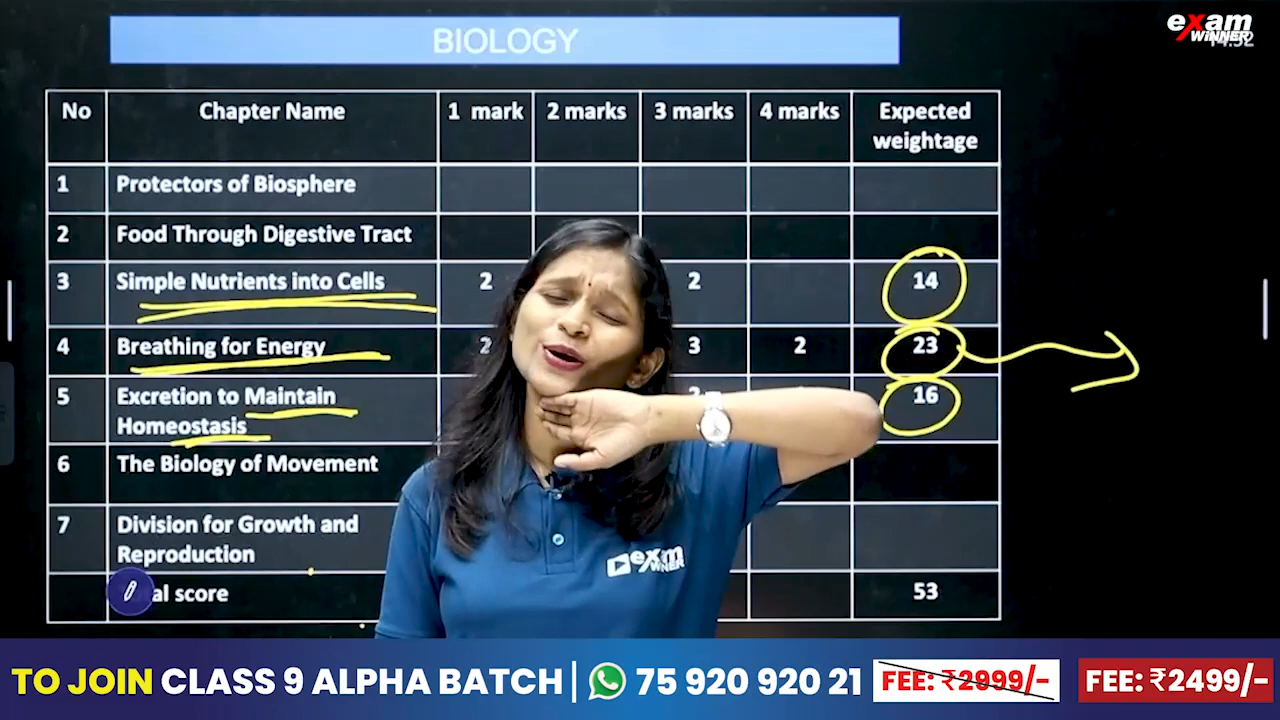 BIOLOGY
exam
WINNER
No Chapter Name 1 mark 2 marks 3 marks 4 marks Expected weightage
1 Protectors of Biosphere
2 Food Through Digestive Tract
3 Simple Nutrients into Cells 2 2 14
4 Breathing for Energy 2 3 2 23
5 Excretion to Maintain Homeostasis 16
6 The Biology of Movement
7 Division for Growth and Reproduction
al score 53
exam
WINNER
TO JOIN CLASS 9 ALPHA BATCH | 75 920 920 21 FEE: ₹2999/- FEE: ₹2499/-